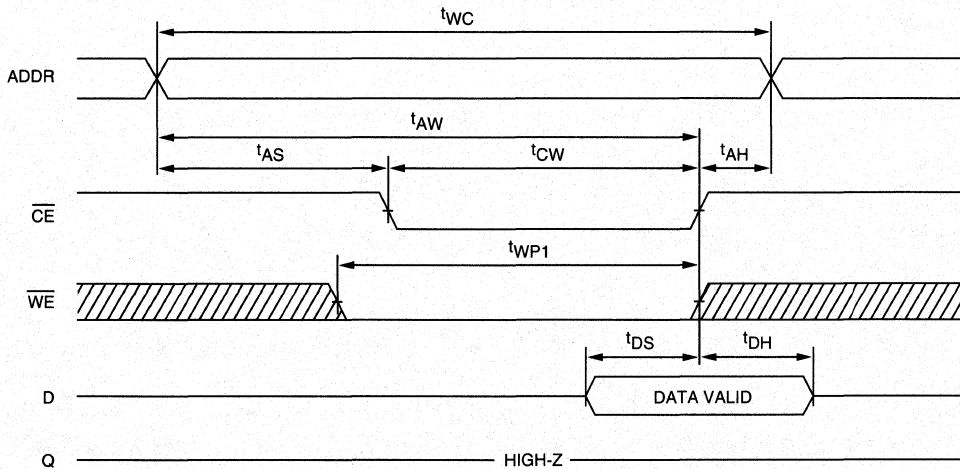 tWC
ADDR
tAW
tAS tCW tAH
CE
tWP1
WE
tDS tDH
D DATA VALID
Q HIGH-Z